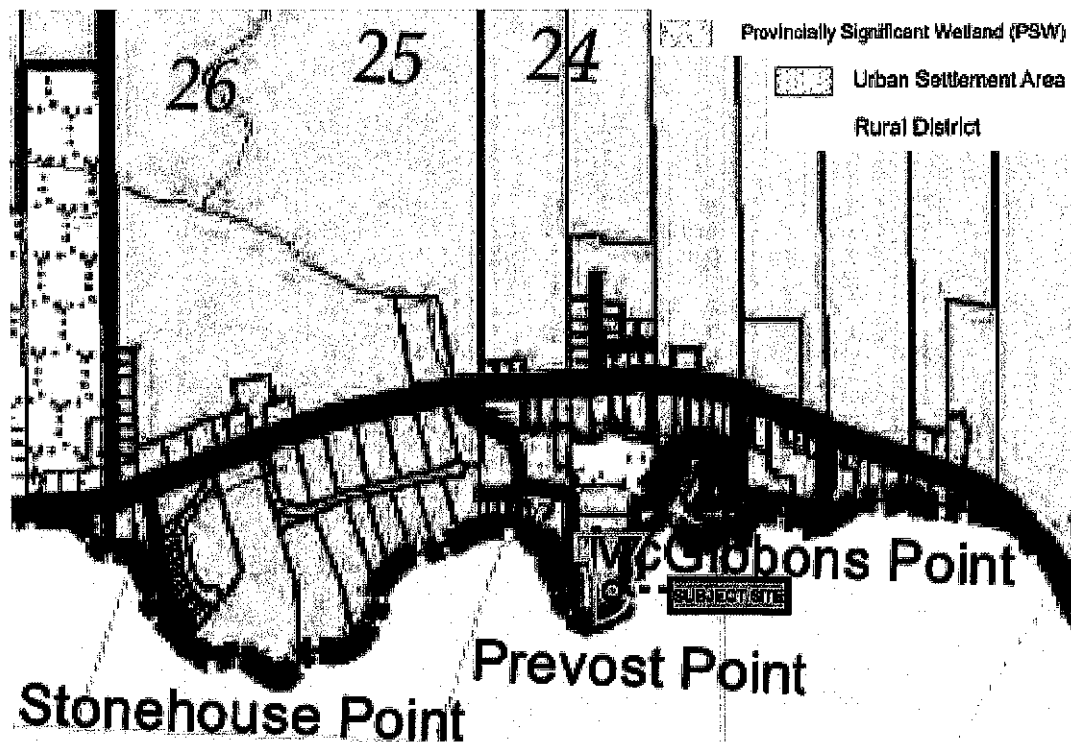 26 25 24
Provincially Significant Wetland (PSW)
Urban Settlement Area
Rural District
McGibbons Point
SUBJECT SITE
Prevost Point
Stonehouse Point